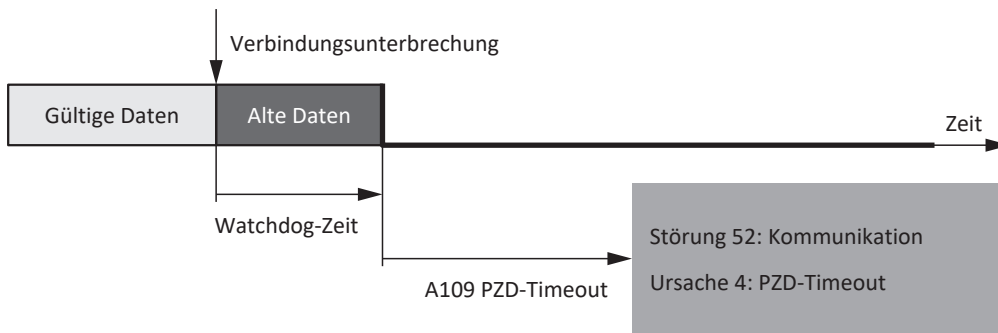 Verbindungsunterbrechung
Gültige Daten
Alte Daten
Zeit
Watchdog-Zeit
A109 PZD-Timeout
Störung 52: Kommunikation
Ursache 4: PZD-Timeout